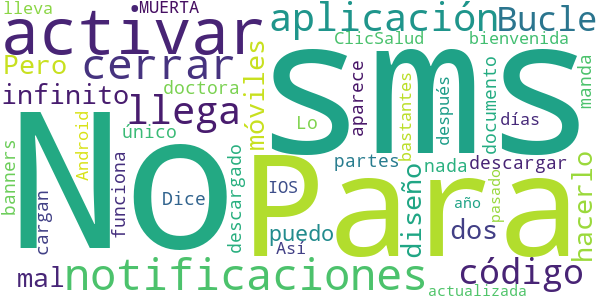 lleva •MUERTA
activar aplicación Bucle
ClicSalud bienvenida
Pero cerrar doctora
infinito llega móviles sms
único Lo aparece bastantes después documento días manda
No Para
banners Android funciona descargado
partes nada descargar
cargan Dice IOS diseño año pasado hacerlo
puedo dos
Así
mal notificaciones código
actualizada